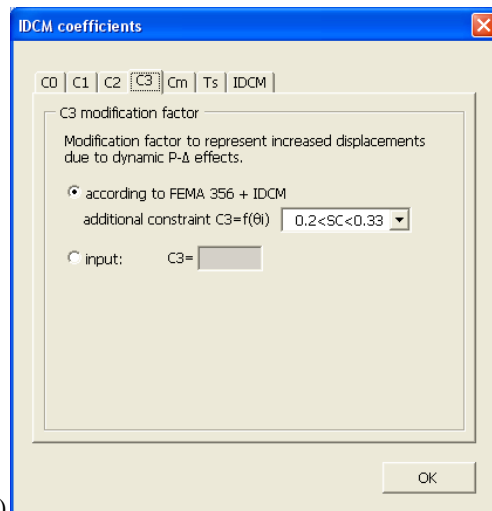 IDCM coefficients
C0 | C1 | C2 | C3 | Cm | Ts | IDCM |
C3 modification factor
Modification factor to represent increased displacements
due to dynamic P-Δ effects.
according to FEMA 356 + IDCM
additional constraint C3=f(θi) 0.2<SC<0.33
input: C3=
OK
)